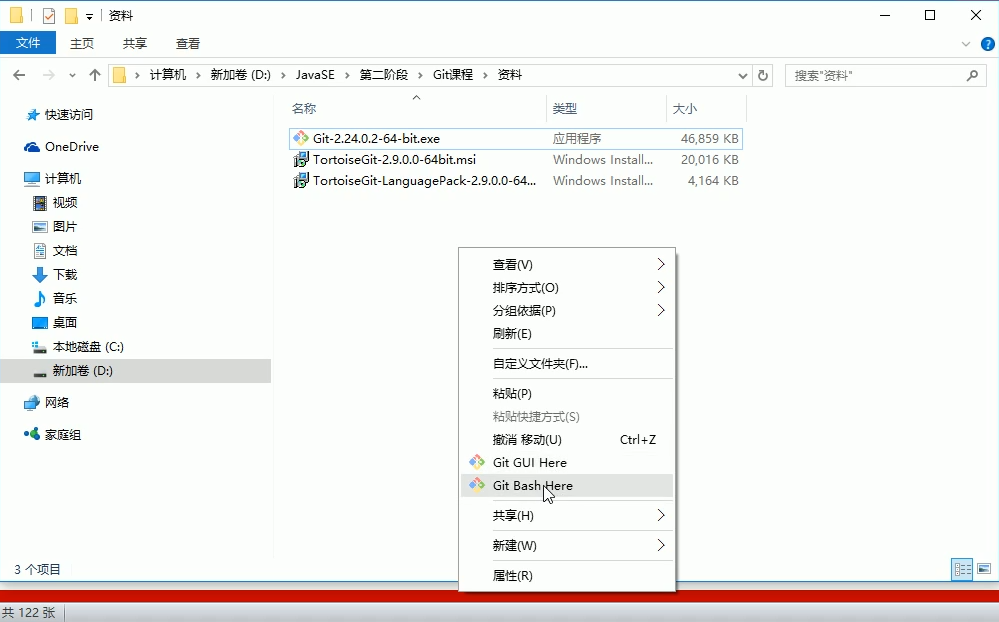 资料
文件 主页 共享 查看
计算机 新加卷 (D:) JavaSE 第二阶段 Git课程 资料
搜索"资料"
名称 类型 大小
Git-2.24.0.2-64-bit.exe 应用程序 46,859 KB
TortoiseGit-2.9.0.0-64bit.msi Windows Install... 20,016 KB
TortoiseGit-LanguagePack-2.9.0.0-64... Windows Install... 4,164 KB
快速访问
OneDrive
计算机
视频
图片
文档
下载
音乐
桌面
本地磁盘 (C:)
新加卷 (D:)
网络
家庭组
查看(V)
排序方式(O)
分组依据(P)
刷新(E)
自定义文件夹(F)...
粘贴(P)
粘贴快捷方式(S)
撤消 移动(U) Ctrl+Z
Git GUI Here
Git Bash Here
共享(H)
新建(W)
属性(R)
3 个项目
共 122 张